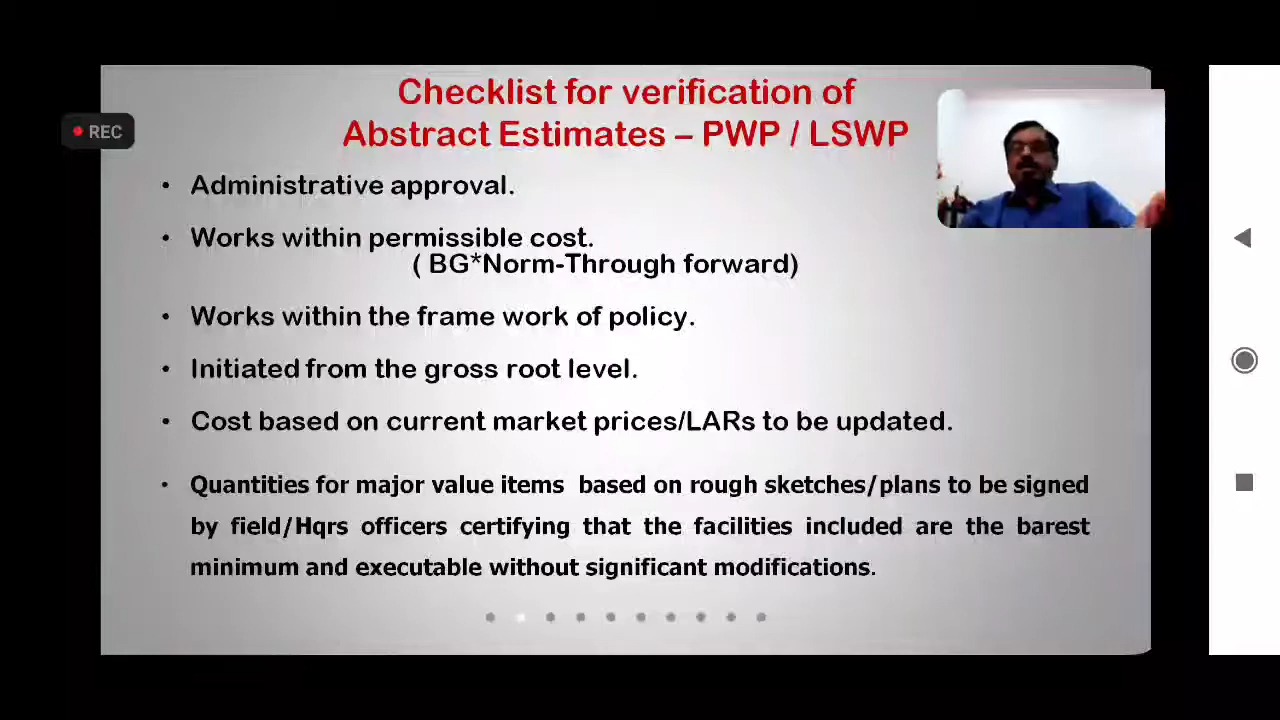 Checklist for verification of
Abstract Estimates – PWP / LSWP
REC
• Administrative approval.
• Works within permissible cost.
( BG*Norm-Through forward)
• Works within the frame work of policy.
• Initiated from the gross root level.
• Cost based on current market prices/LARs to be updated.
• Quantities for major value items based on rough sketches/plans to be signed
by field/Hqrs officers certifying that the facilities included are the barest
minimum and executable without significant modifications.